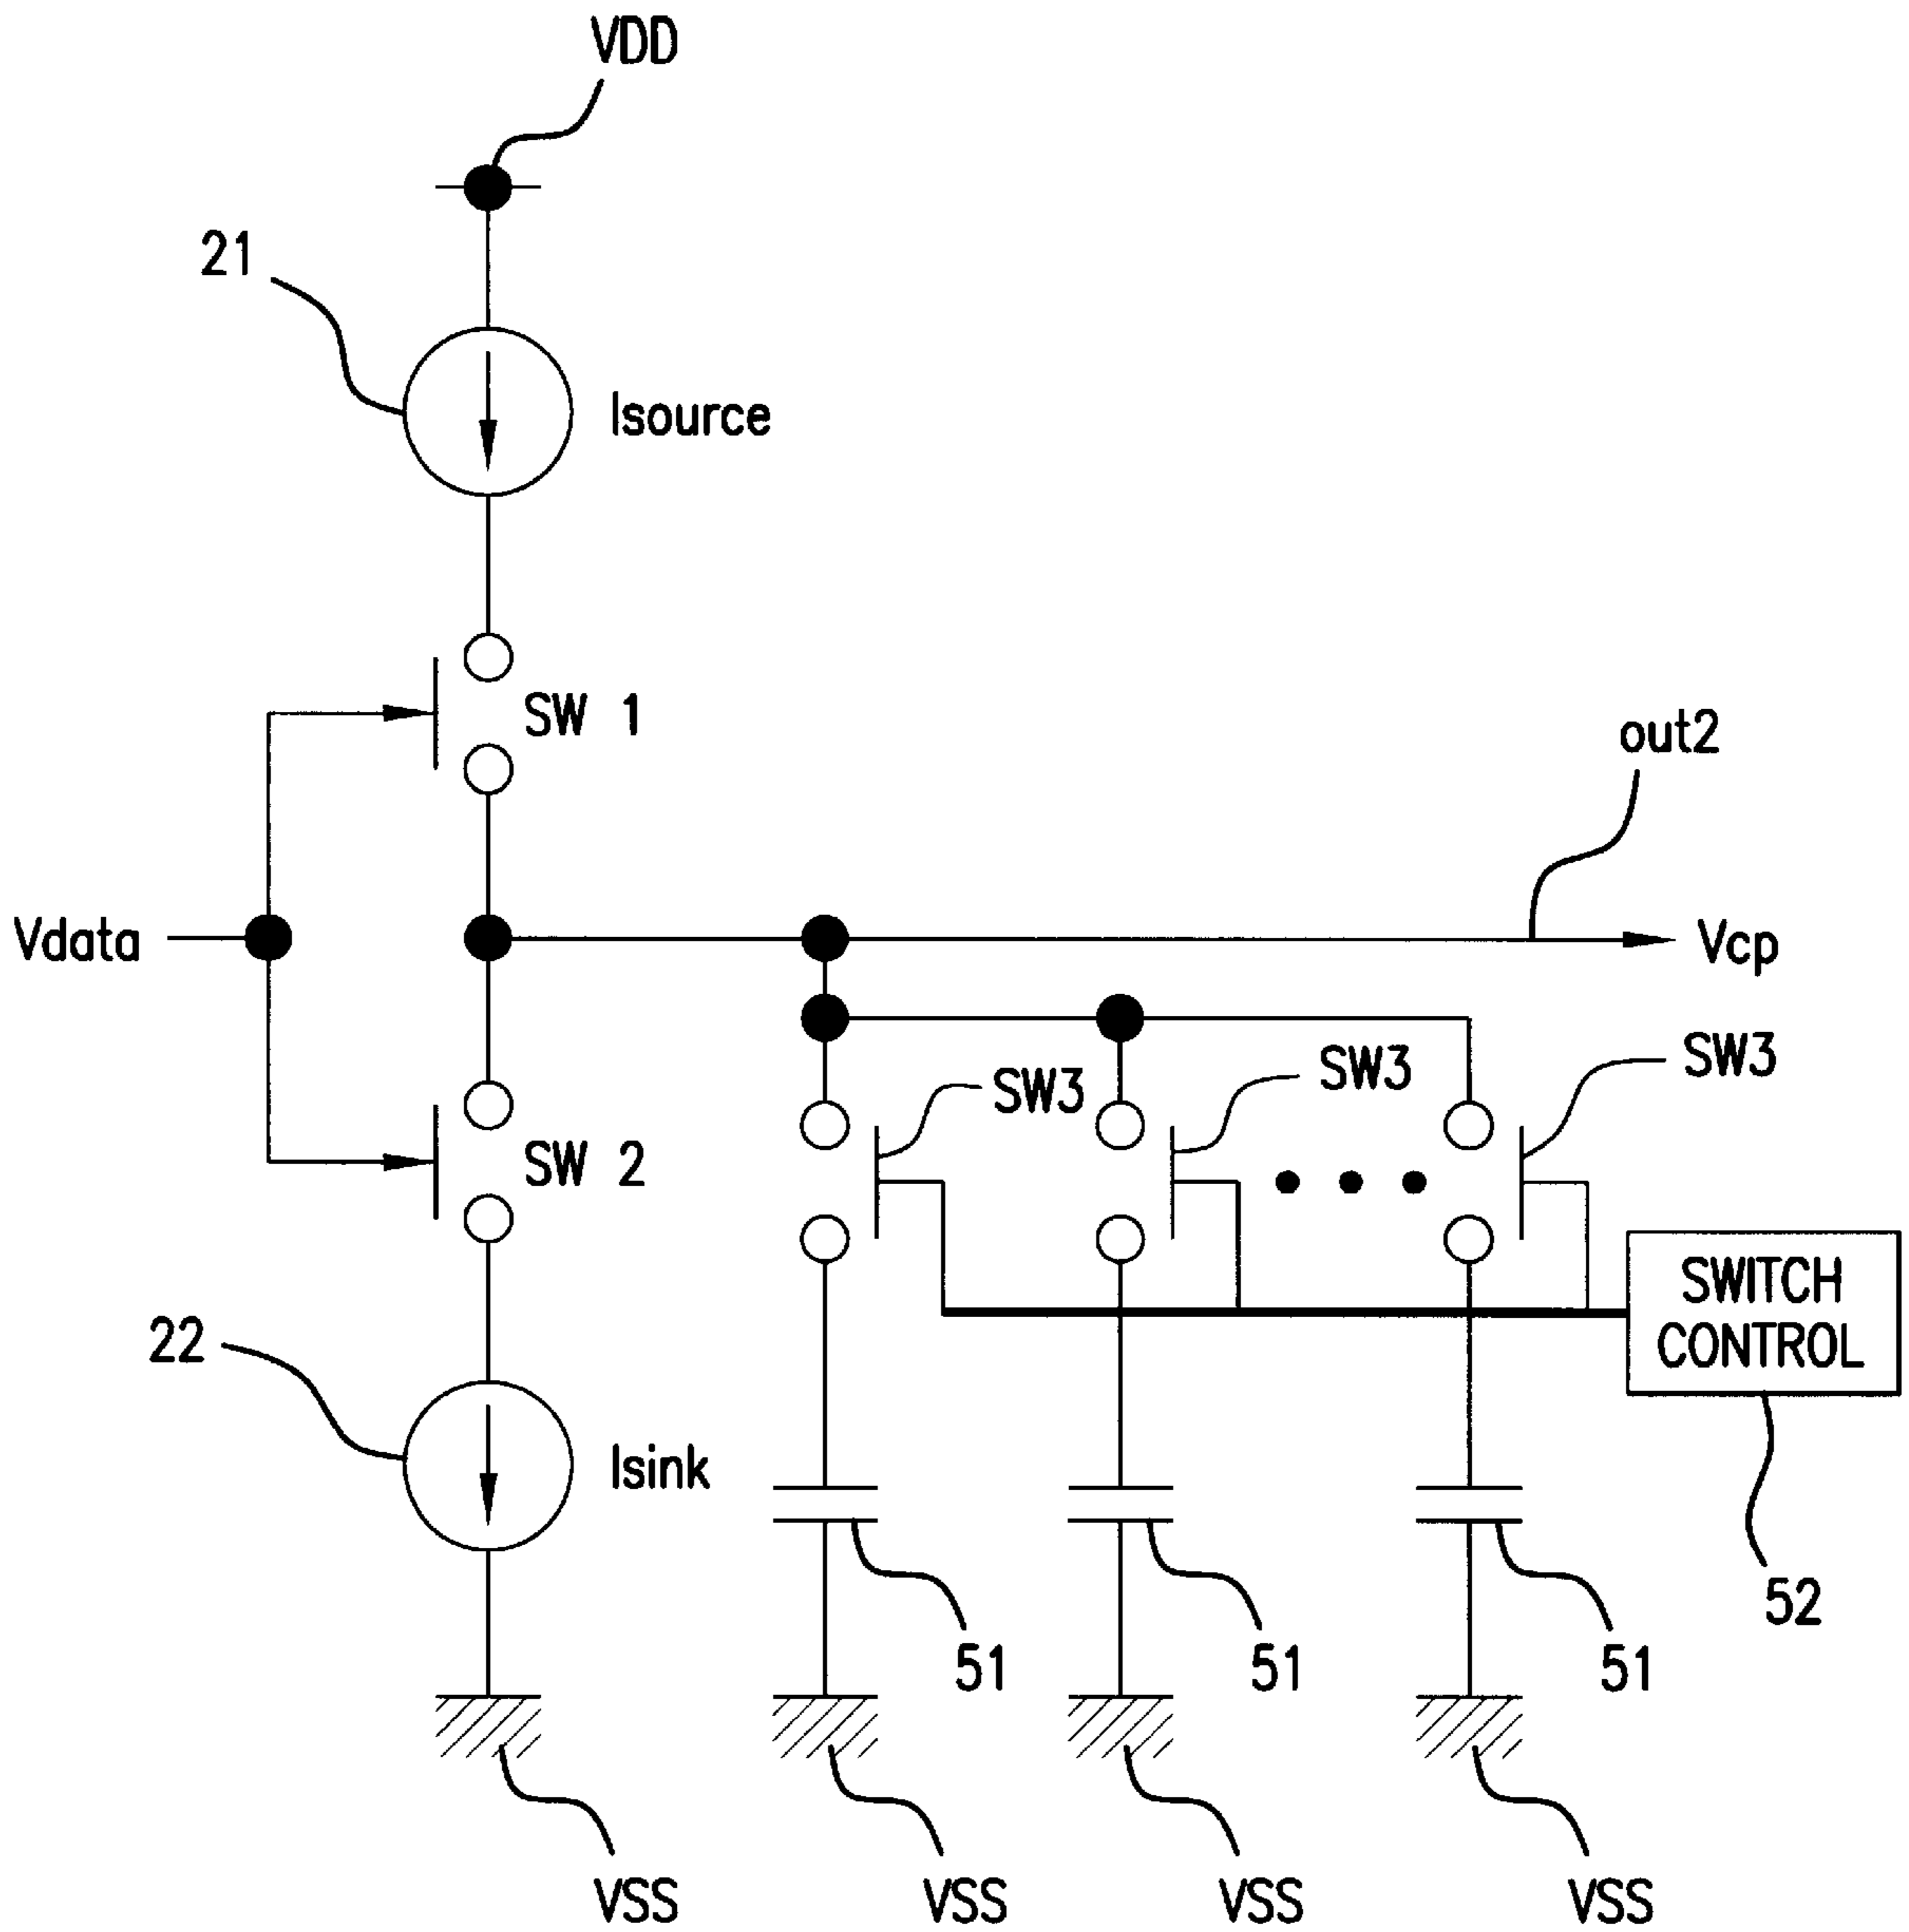 VDD
21
Isource
SW 1
out2
Vdata
Vcp
SW3
SW3
SW3
SW 2
SWITCH
CONTROL
22
Isink
52
51
51
51
VSS
VSS
VSS
VSS